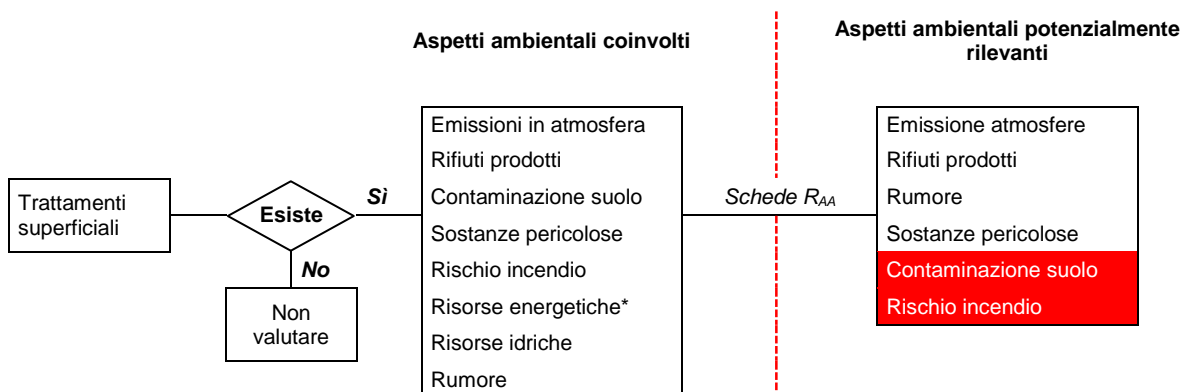 Aspetti ambientali coinvolti
Aspetti ambientali potenzialmente
rilevanti
Trattamenti
superficiali
Esiste
Sì
No
Non
valutare
Emissioni in atmosfera
Rifiuti prodotti
Contaminazione suolo
Sostanze pericolose
Rischio incendio
Risorse energetiche*
Risorse idriche
Rumore
Schede RAA
Emissione atmosfere
Rifiuti prodotti
Rumore
Sostanze pericolose
Contaminazione suolo
Rischio incendio